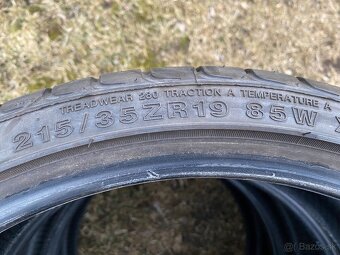 TREADWEAR 280 TRACTION A TEMPERATURE A
215/35ZR19 85W X
© Bazos.sk